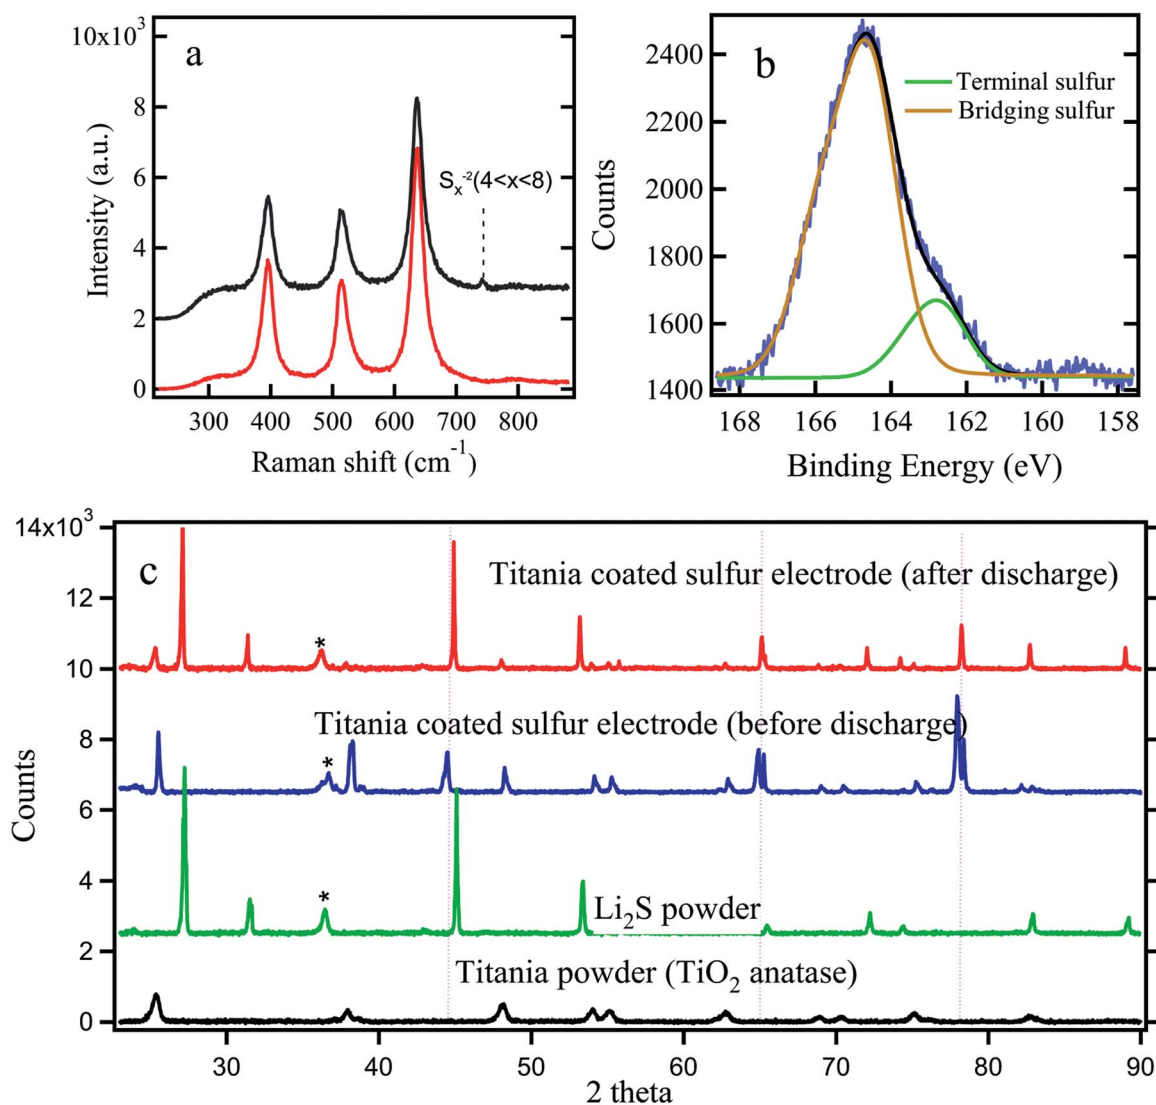 10x10³
8
6
4
2
0
Intensity (a.u.)
a
Sₓ⁻²(4<x<8)
300 400 500 600 700 800
Raman shift (cm⁻¹)
2400
2200
2000
1800
1600
1400
Counts
b
Terminal sulfur
Bridging sulfur
168 166 164 162 160 158
Binding Energy (eV)
14x10³
12
10
8
6
4
2
0
Counts
c
Titania coated sulfur electrode (after discharge)
*
Titania coated sulfur electrode (before discharge)
*
*
Li₂S powder
Titania powder (TiO₂ anatase)
30 40 50 60 70 80 90
2 theta